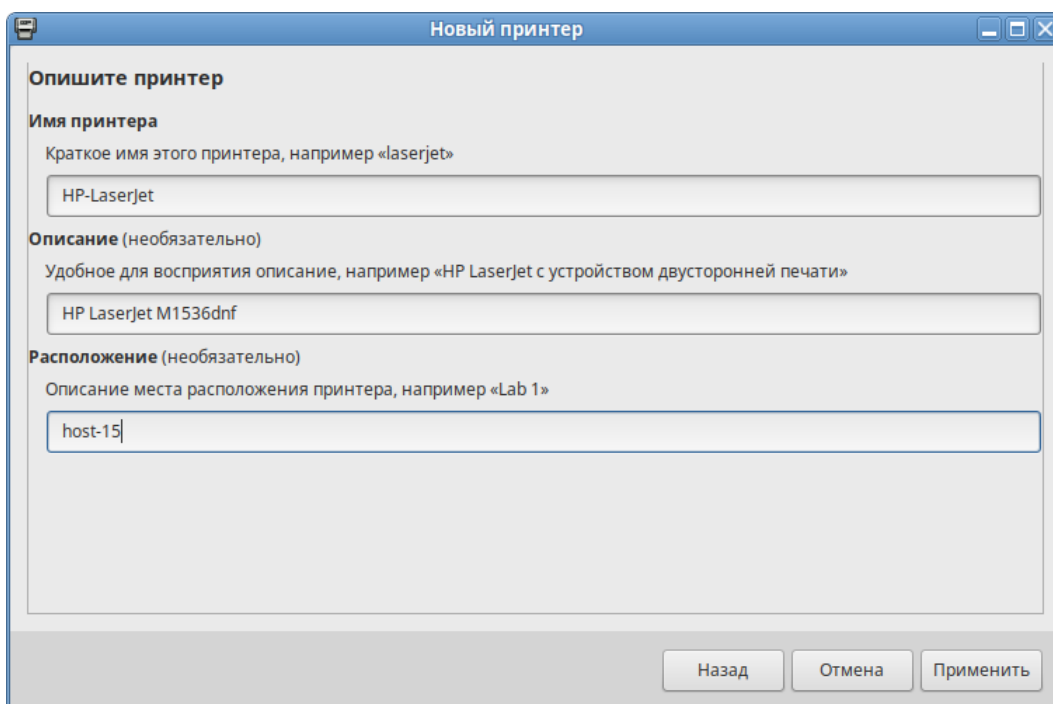 Новый принтер
Опишите принтер
Имя принтера
Краткое имя этого принтера, например «laserjet»
HP-LaserJet
Описание (необязательно)
Удобное для восприятия описание, например «HP LaserJet с устройством двусторонней печати»
HP LaserJet M1536dnf
Расположение (необязательно)
Описание места расположения принтера, например «Lab 1»
host-15
Назад Отмена Применить